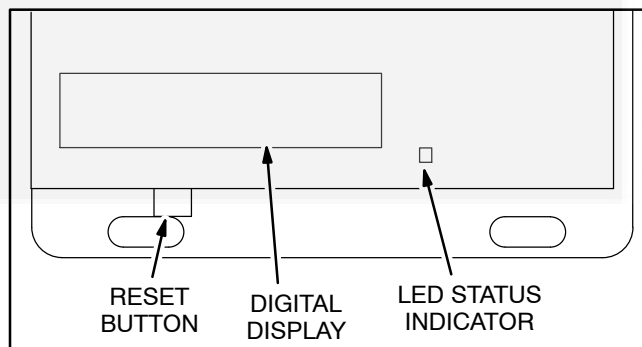 RESET
BUTTON
DIGITAL
DISPLAY
LED STATUS
INDICATOR